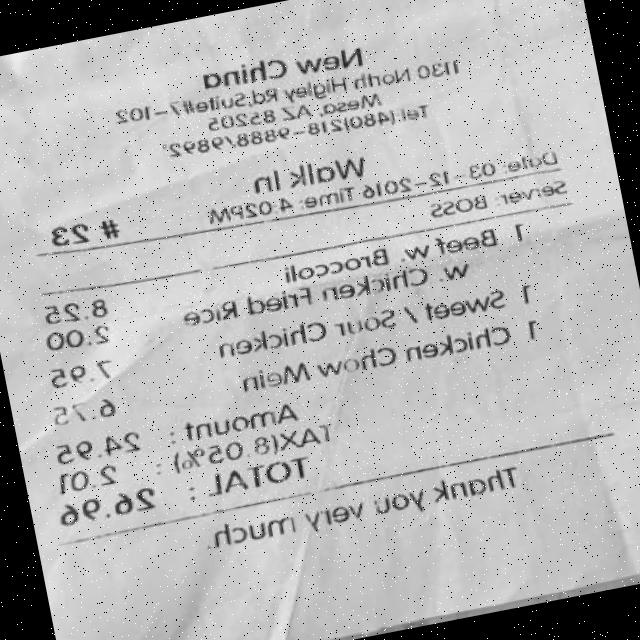 New China
1130 North Higley Rd.Suite#7-102
Mesa, AZ 85205
Tel:(480)218-9888/9892
Walk In
Date: 03-12-2016 Time: 4:02PM
Server: BOSS # 23
1 Beef w. Broccoli 8.25
w. Chicken Fried Rice 2.00
1 Sweet / Sour Chicken 7.95
1 Chicken Chow Mein 6.75
Amount : 24.95
TAX(8.05%) : 2.01
TOTAL : 26.96
Thank you very much